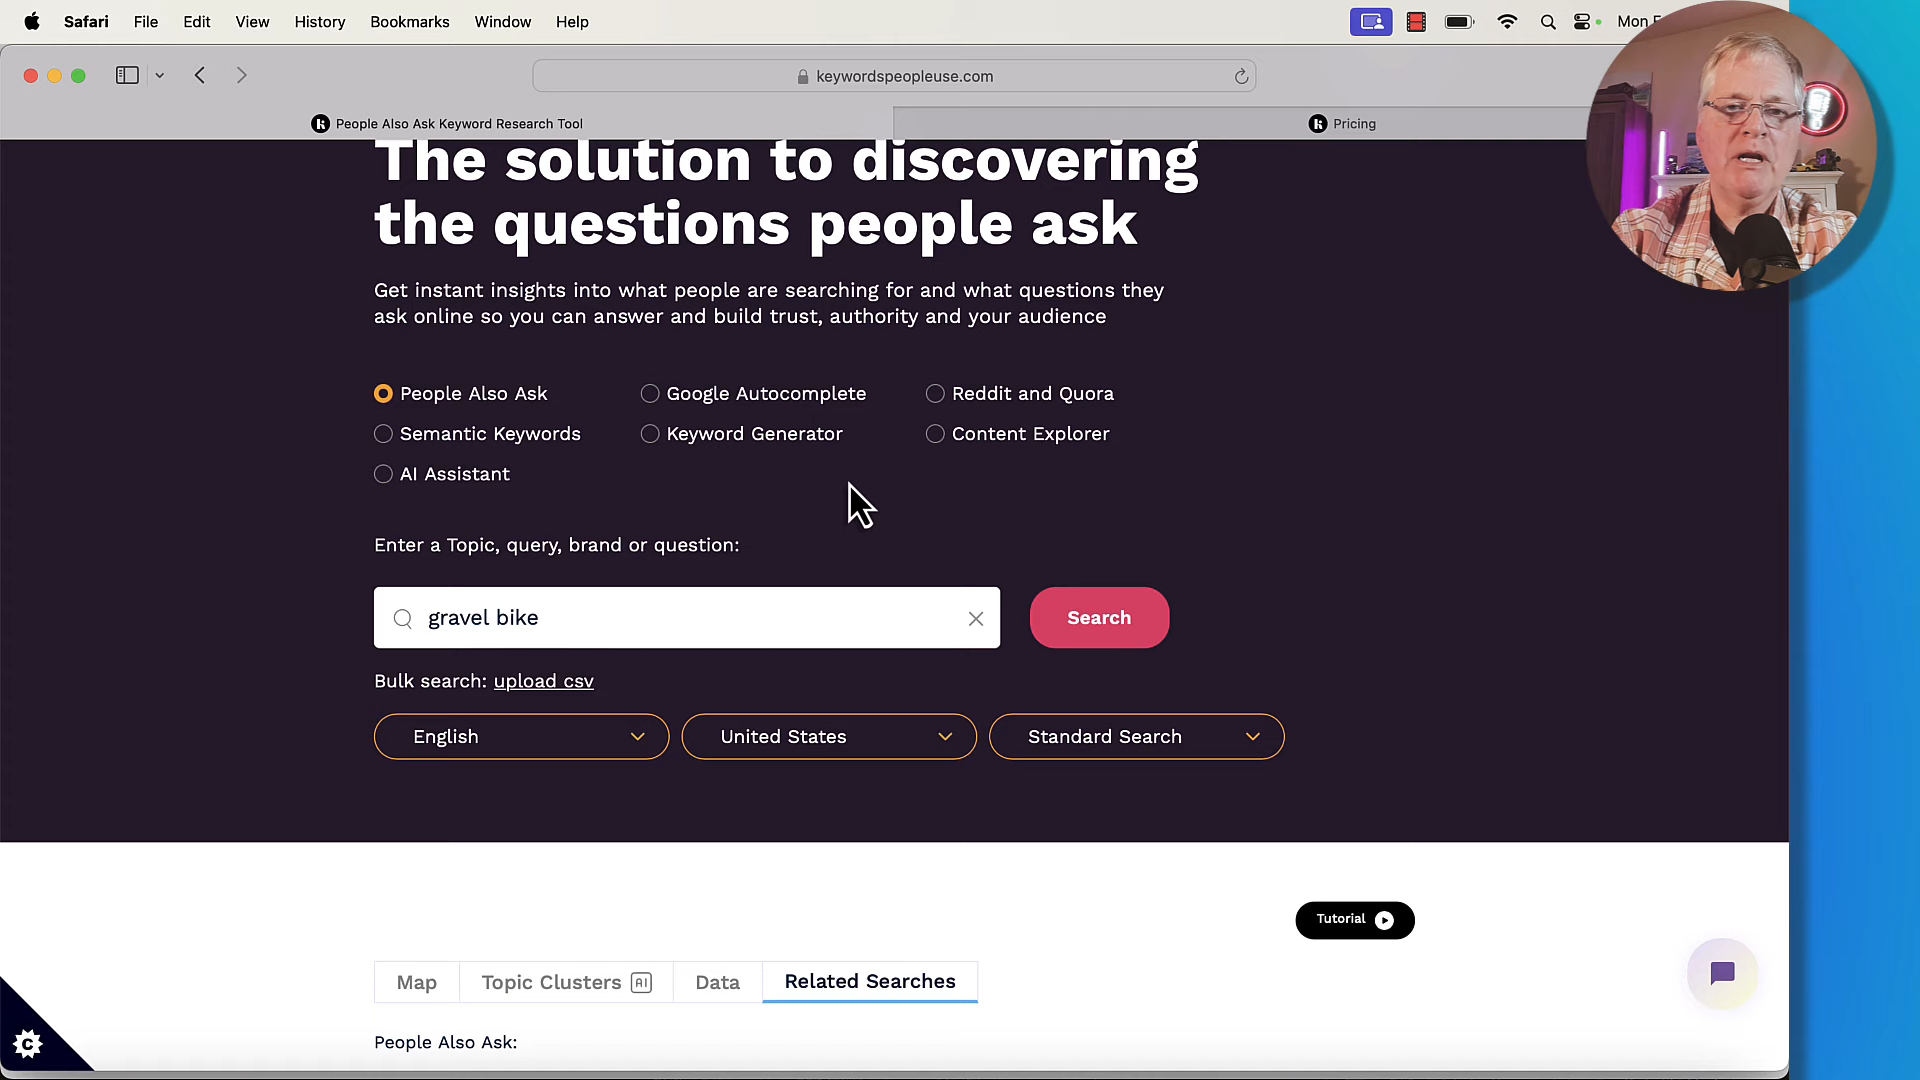 Safari File Edit View History Bookmarks Window Help
Mon
keywordspeopleuse.com
People Also Ask Keyword Research Tool
Pricing
The solution to discovering
the questions people ask
Get instant insights into what people are searching for and what questions they
ask online so you can answer and build trust, authority and your audience
People Also Ask Google Autocomplete Reddit and Quora
Semantic Keywords Keyword Generator Content Explorer
AI Assistant
Enter a Topic, query, brand or question:
gravel bike
Search
Bulk search: upload csv
English United States Standard Search
Tutorial
Map Topic Clusters AI Data Related Searches
People Also Ask: